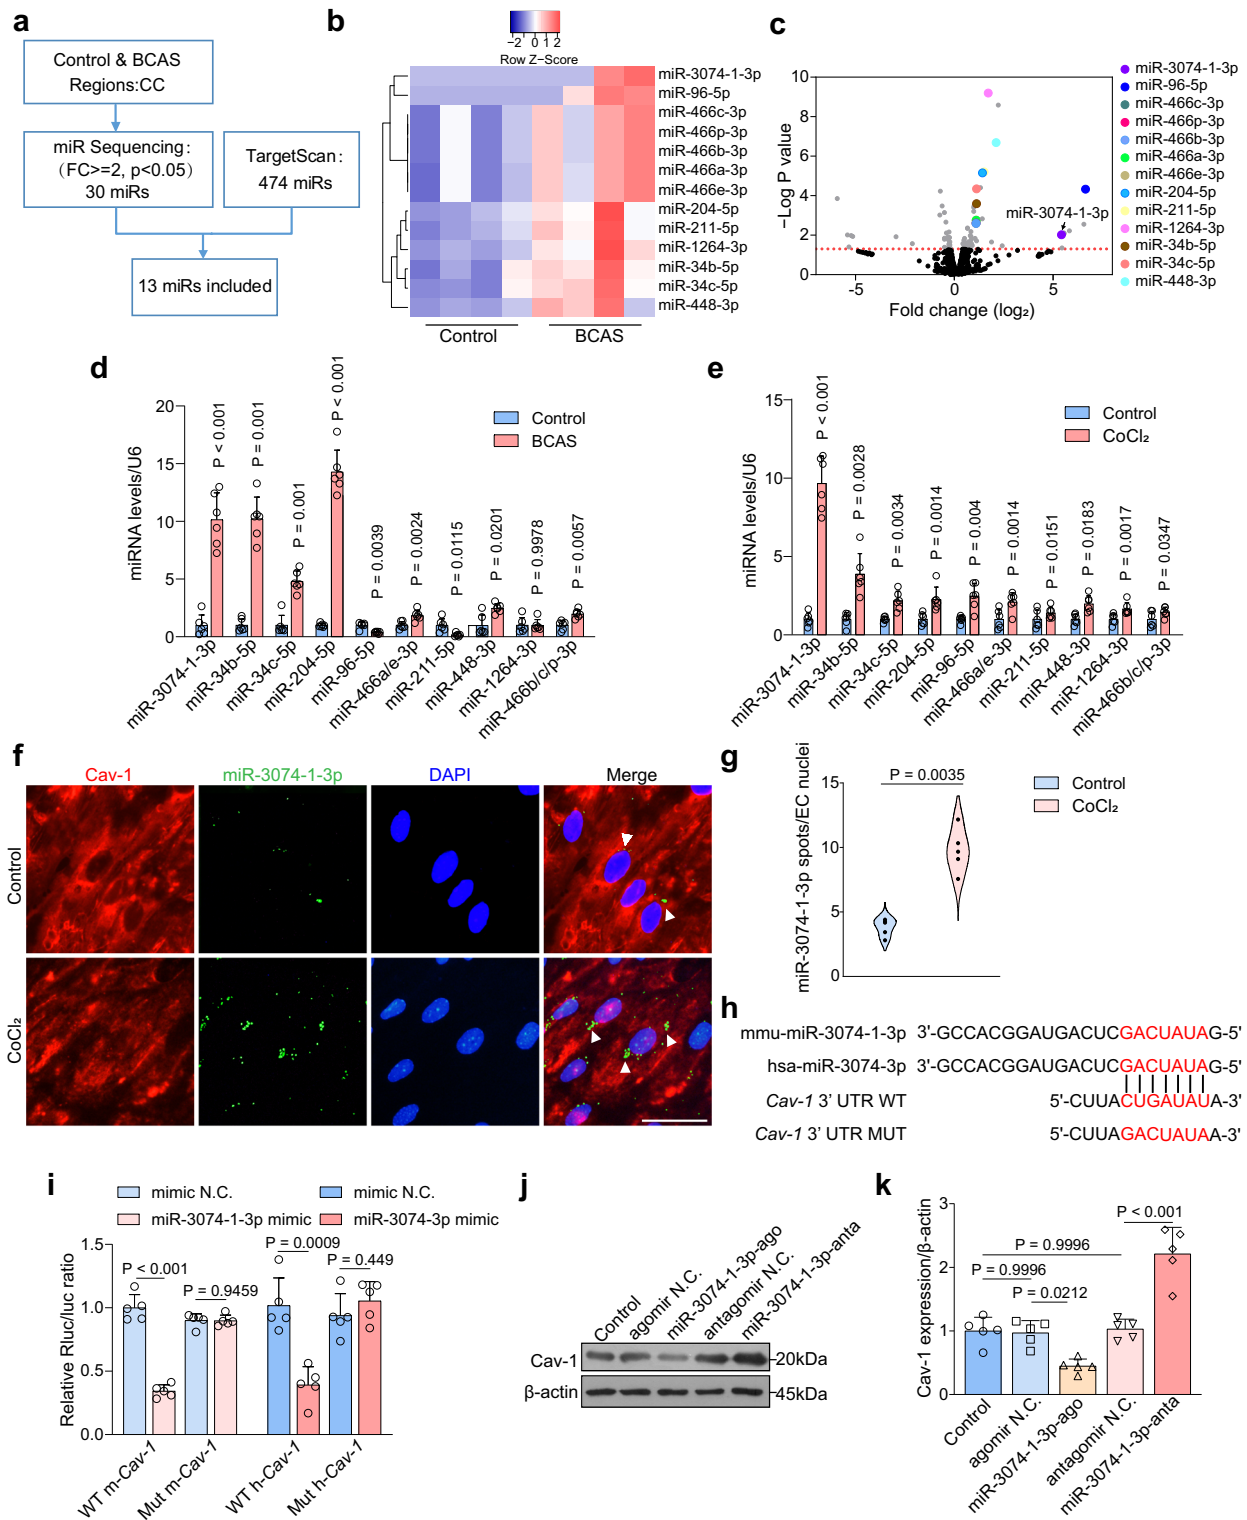 a
Control & BCAS
Regions:CC
miR Sequencing:
(FC>=2, p<0.05)
30 miRs
TargetScan:
474 miRs
13 miRs included
b
−2 0 1 2
Row Z−Score
miR-3074-1-3p
miR-96-5p
miR-466c-3p
miR-466p-3p
miR-466b-3p
miR-466a-3p
miR-466e-3p
miR-204-5p
miR-211-5p
miR-1264-3p
miR-34b-5p
miR-34c-5p
miR-448-3p
Control
BCAS
c
−Log P value
10
8
6
4
2
0
-5
0
5
Fold change (log₂)
miR-3074-1-3p
miR-3074-1-3p
miR-96-5p
miR-466c-3p
miR-466p-3p
miR-466b-3p
miR-466a-3p
miR-466e-3p
miR-204-5p
miR-211-5p
miR-1264-3p
miR-34b-5p
miR-34c-5p
miR-448-3p
d
miRNA levels/U6
20
15
10
5
0
P < 0.001
P = 0.001
P = 0.001
P < 0.001
P = 0.0039
P = 0.0024
P = 0.0115
P = 0.0201
P = 0.9978
P = 0.0057
Control
BCAS
miR-3074-1-3p
miR-34b-5p
miR-34c-5p
miR-204-5p
miR-96-5p
miR-466a/e-3p
miR-211-5p
miR-448-3p
miR-1264-3p
miR-466b/c/p-3p
e
miRNA levels/U6
15
10
5
0
P < 0.001
P = 0.0028
P = 0.0034
P = 0.0014
P = 0.004
P = 0.0014
P = 0.0151
P = 0.0183
P = 0.0017
P = 0.0347
Control
CoCl₂
miR-3074-1-3p
miR-34b-5p
miR-34c-5p
miR-204-5p
miR-96-5p
miR-466a/e-3p
miR-211-5p
miR-448-3p
miR-1264-3p
miR-466b/c/p-3p
f
Cav-1
miR-3074-1-3p
DAPI
Merge
Control
CoCl₂
g
miR-3074-1-3p spots/EC nuclei
15
10
5
0
P = 0.0035
Control
CoCl₂
h
mmu-miR-3074-1-3p 3'-GCCACGGAUGACUCGACUAUAG-5'
hsa-miR-3074-3p 3'-GCCACGGAUGACUCGACUAUAG-5'
Cav-1 3’ UTR WT 5'-CUUACUGAUAUA-3'
Cav-1 3’ UTR MUT 5'-CUUAGACUAUAA-3'
i
mimic N.C.
mimic N.C.
miR-3074-1-3p mimic
miR-3074-3p mimic
Relative Rluc/luc ratio
1.5
1.0
0.5
0.0
P < 0.001
P = 0.9459
P = 0.0009
P = 0.449
WT m-Cav-1
Mut m-Cav-1
WT h-Cav-1
Mut h-Cav-1
j
Control
agomir N.C.
miR-3074-1-3p-ago
antagomir N.C.
miR-3074-1-3p-anta
Cav-1
20kDa
β-actin
45kDa
k
Cav-1 expression/β-actin
3
2
1
0
P < 0.001
P = 0.9996
P = 0.9996
P = 0.0212
Control
agomir N.C.
miR-3074-1-3p-ago
antagomir N.C.
miR-3074-1-3p-anta